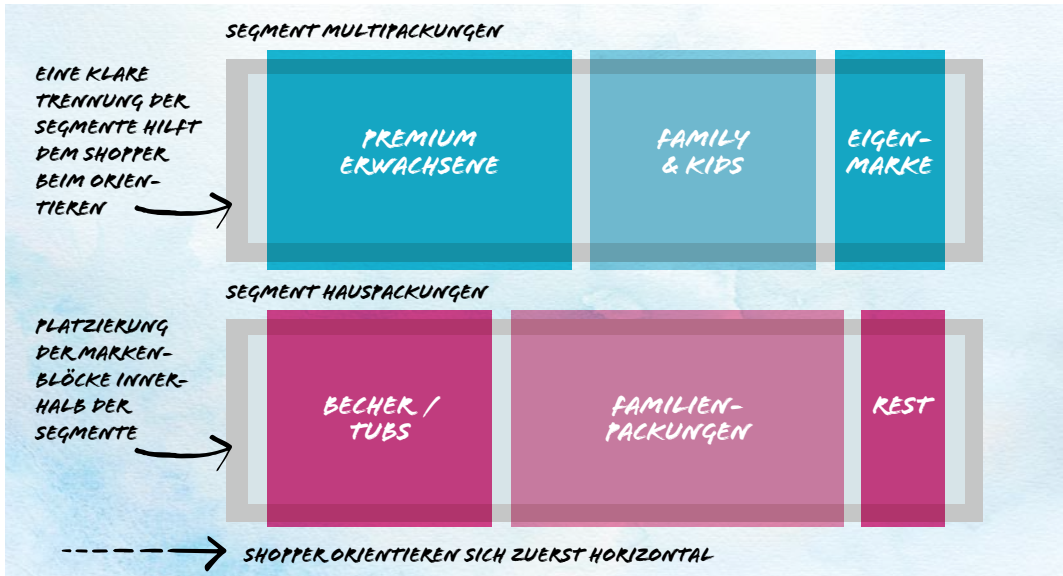 SEGMENT MULTIPACKUNGEN
EINE KLARE
TRENNUNG DER
SEGMENTE HILFT
DEM SHOPPER
BEIM ORIEN-
TIEREN
PREMIUM
ERWACHSENE
FAMILY
& KIDS
EIGEN-
MARKE
SEGMENT HAUSPACKUNGEN
PLATZIERUNG
DER MARKEN-
BLÖCKE INNER-
HALB DER
SEGMENTE
BECHER /
TUBS
FAMILIEN-
PACKUNGEN
REST
SHOPPER ORIENTIEREN SICH ZUERST HORIZONTAL